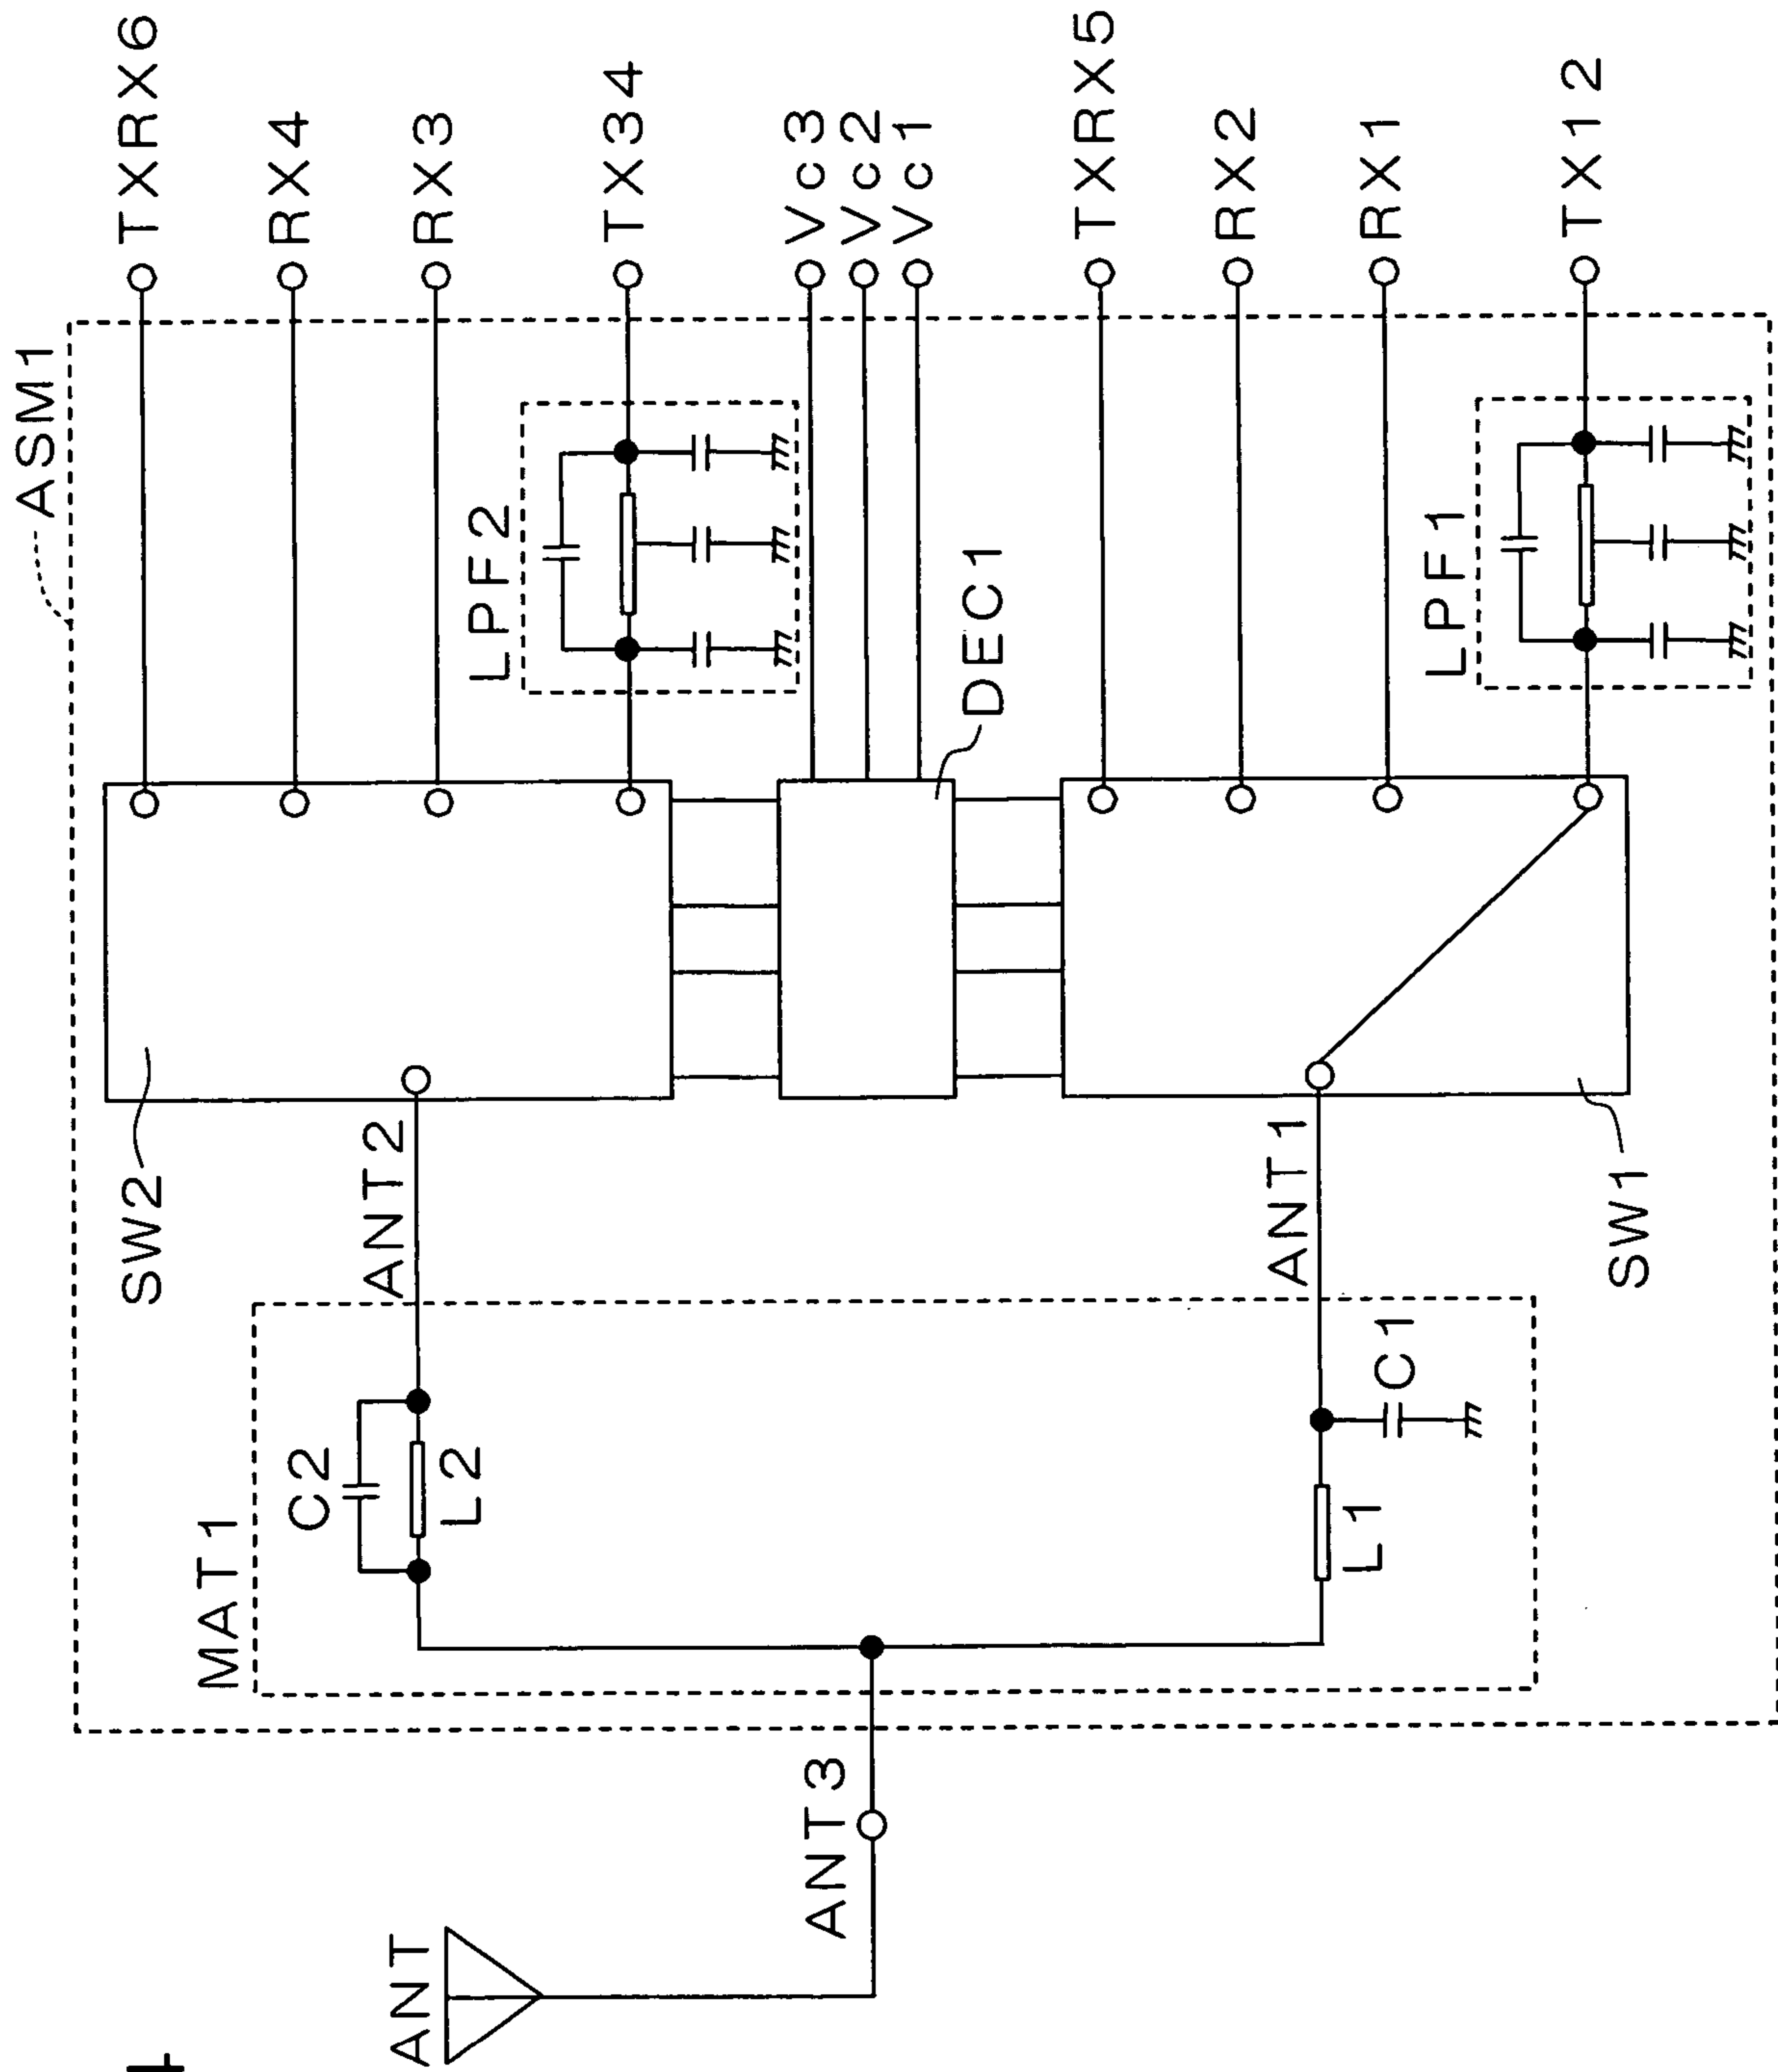 ASM1
TXRX6
RX4
RX3
TX34
Vc3
Vc2
Vc1
TXRX5
RX2
RX1
TX12
LPF2
DEC1
LPF1
SW2
ANT2
ANT1
SW1
MAT1
C2
L2
C1
L1
ANT3
ANT